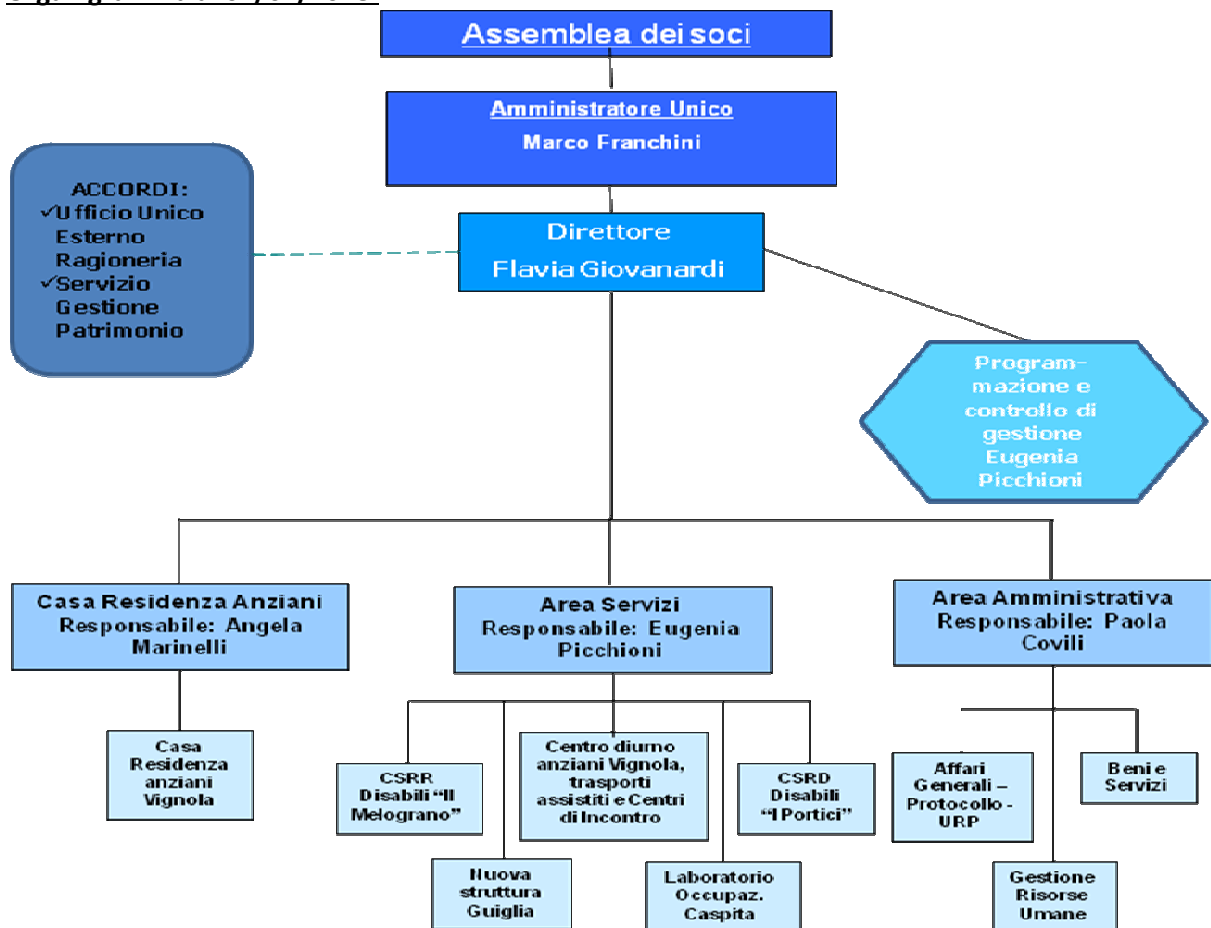 Assemblea dei soci
Amministratore Unico
Marco Franchini
ACCORDI:
✓Ufficio Unico
Esterno
Ragioneria
✓Servizio
Gestione
Patrimonio
Direttore
Flavia Giovanardi
Program-
mazione e
controllo di
gestione
Eugenia
Picchioni
Casa Residenza Anziani
Responsabile: Angela
Marinelli
Area Servizi
Responsabile: Eugenia
Picchioni
Area Amministrativa
Responsabile: Paola
Covili
Casa
Residenza
anziani
Vignola
CSRR
Disabili “Il
Melograno”
Centro diurno
anziani Vignola,
trasporti
assistiti e Centri
di Incontro
CSRD
Disabili
“I Portici”
Affari
Generali –
Protocollo -
URP
Beni e
Servizi
Nuova
struttura
Guiglia
Laboratorio
Occupaz.
Caspita
Gestione
Risorse
Umane